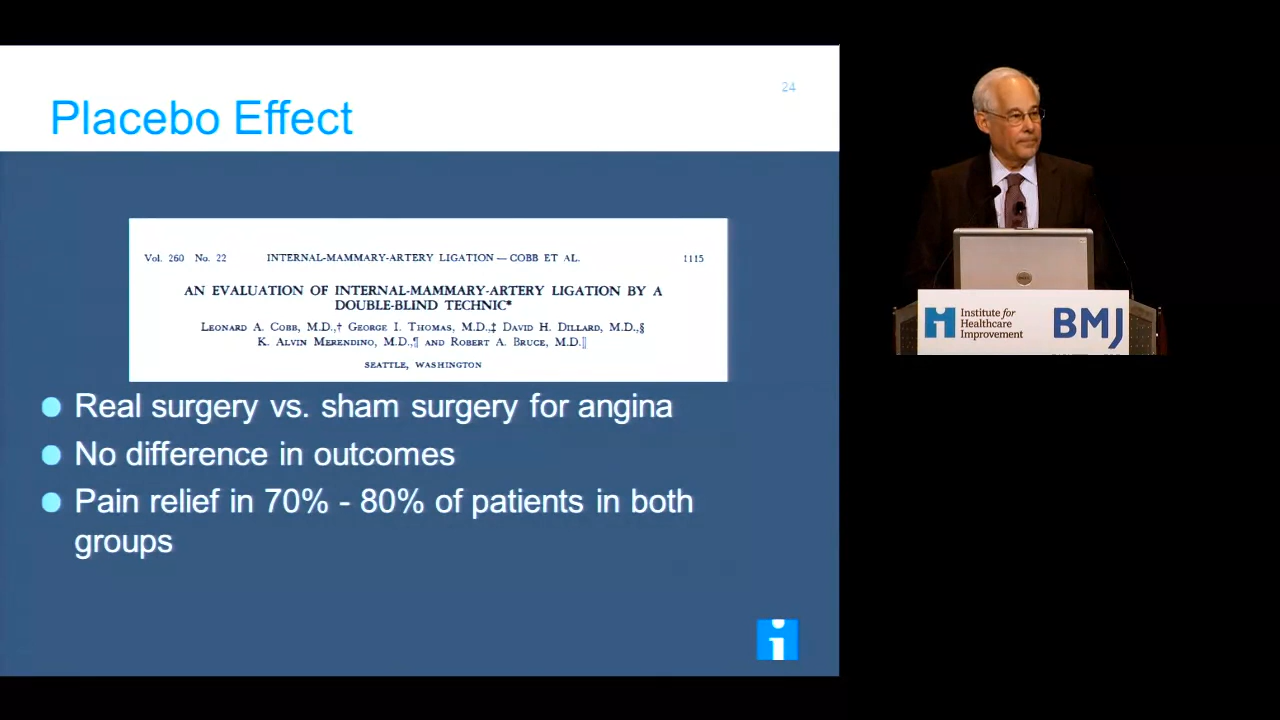 24
Placebo Effect
Vol. 260 No. 22 INTERNAL-MAMMARY-ARTERY LIGATION — COBB ET AL. 1115
AN EVALUATION OF INTERNAL-MAMMARY-ARTERY LIGATION BY A
DOUBLE-BLIND TECHNIC*
LEONARD A. COBB, M.D.,† GEORGE I. THOMAS, M.D.,‡ DAVID H. DILLARD, M.D.,§
K. ALVIN MERENDINO, M.D.,¶ AND ROBERT A. BRUCE, M.D.‖
SEATTLE, WASHINGTON
Real surgery vs. sham surgery for angina
No difference in outcomes
Pain relief in 70% - 80% of patients in both
groups
Institute for
Healthcare
Improvement
BMJ